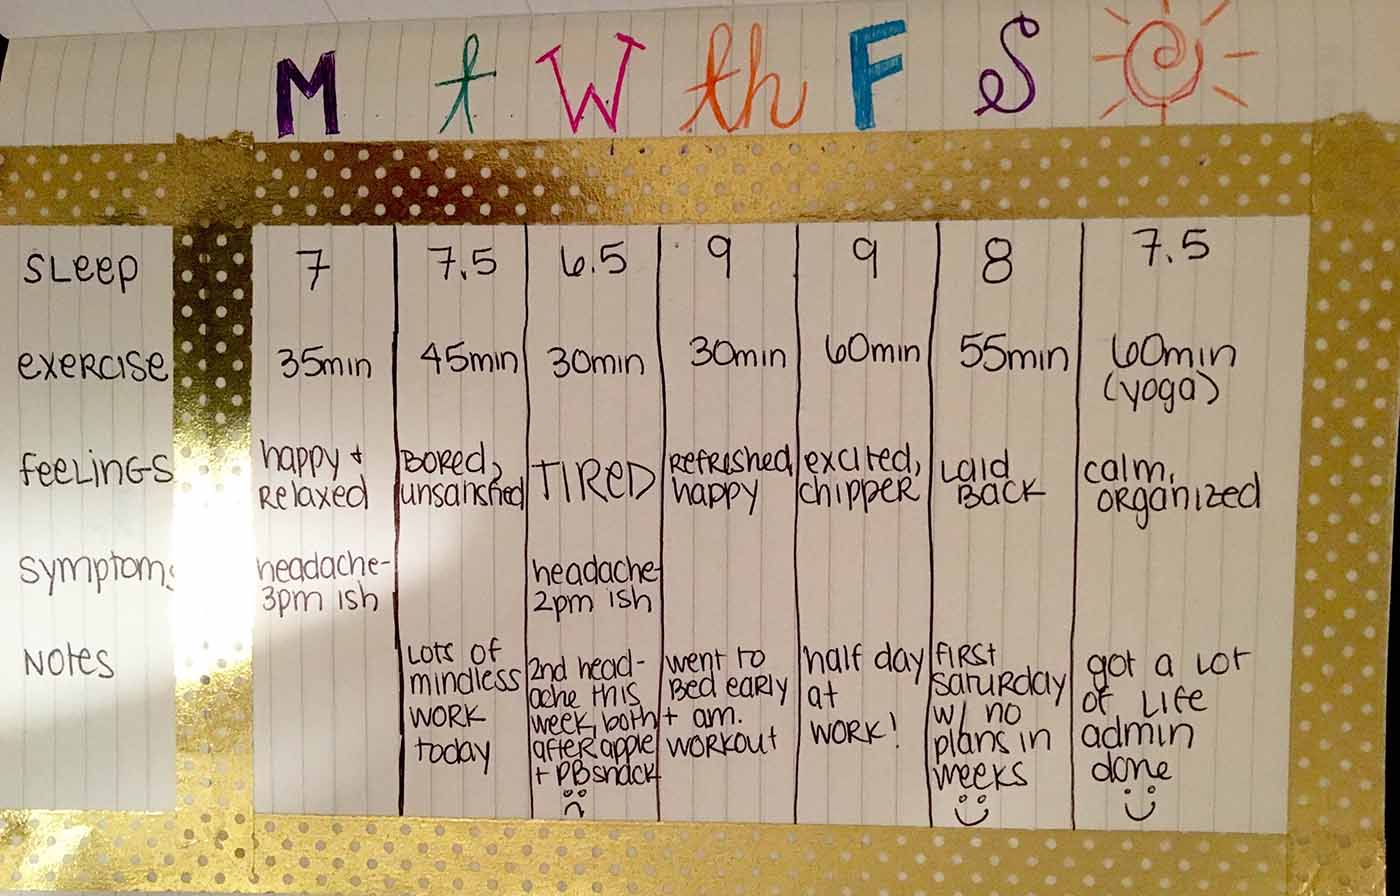 M t W th F S
SLeep 7 7.5 6.5 9 9 8 7.5
exercise 35min 45min 30min 30min 60min 55min 60min
(yoga)
feelings
happy +
Relaxed
Bored,
unsatisfied
TIRED
Refreshed
happy
excited,
chipper
Laid
Back
calm,
organized
symptoms
headache-
3pm ish
headache
2pm ish
Notes
Lots of
mindless
work
today
2nd head-
ache this
week, both
after apple
+ PB snack
went to
Bed early
+ am.
workout
half day
at
work!
first
saturday
w/ no
plans in
weeks
got a lot
of life
admin
done